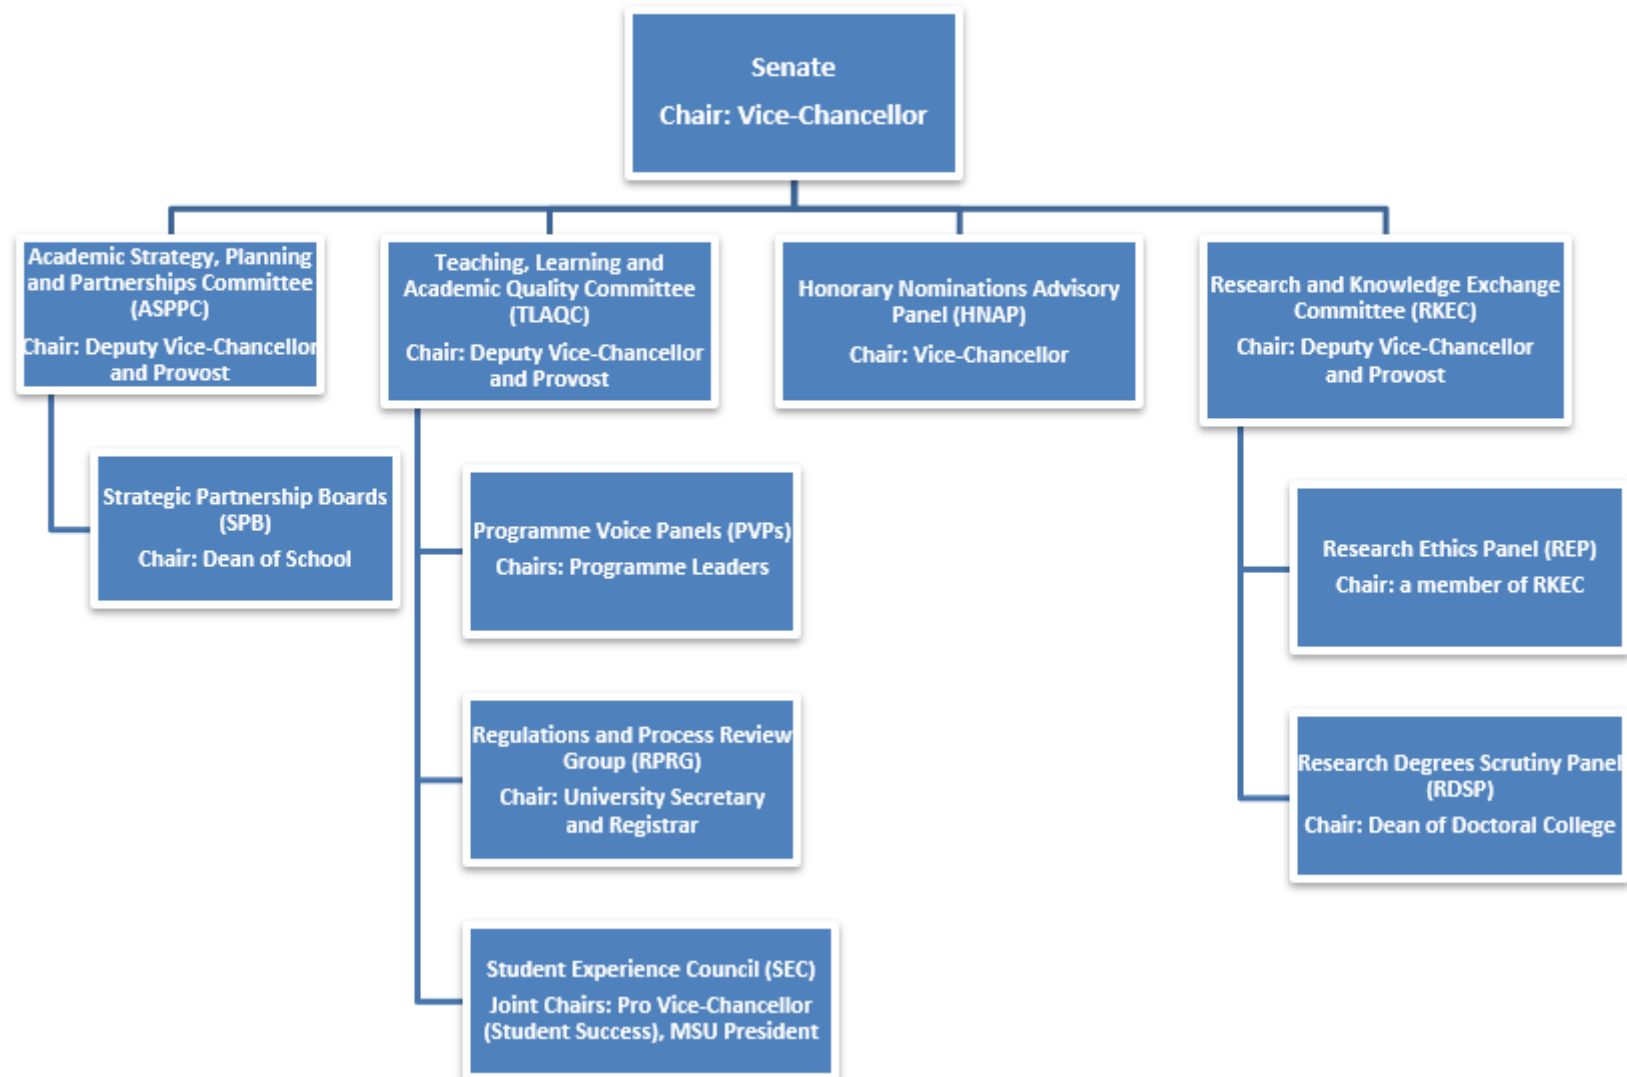 Senate
Chair: Vice-Chancellor
Academic Strategy, Planning
and Partnerships Committee
(ASPPC)
Chair: Deputy Vice-Chancellor
and Provost
Teaching, Learning and
Academic Quality Committee
(TLAQC)
Chair: Deputy Vice-Chancellor
and Provost
Honorary Nominations Advisory
Panel (HNAP)
Chair: Vice-Chancellor
Research and Knowledge Exchange
Committee (RKEC)
Chair: Deputy Vice-Chancellor
and Provost
Strategic Partnership Boards
(SPB)
Chair: Dean of School
Programme Voice Panels (PVPs)
Chairs: Programme Leaders
Regulations and Process Review
Group (RPRG)
Chair: University Secretary
and Registrar
Student Experience Council (SEC)
Joint Chairs: Pro Vice-Chancellor
(Student Success), MSU President
Research Ethics Panel (REP)
Chair: a member of RKEC
Research Degrees Scrutiny Panel
(RDSP)
Chair: Dean of Doctoral College